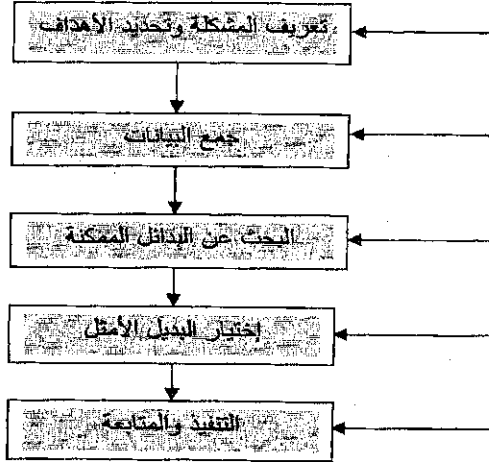 تعريف المشكلة وتحديد الأهداف
جمع البيانات
البحث عن البدائل الممكنة
إختيار البديل الأمثل
التنفيذ والمتابعة